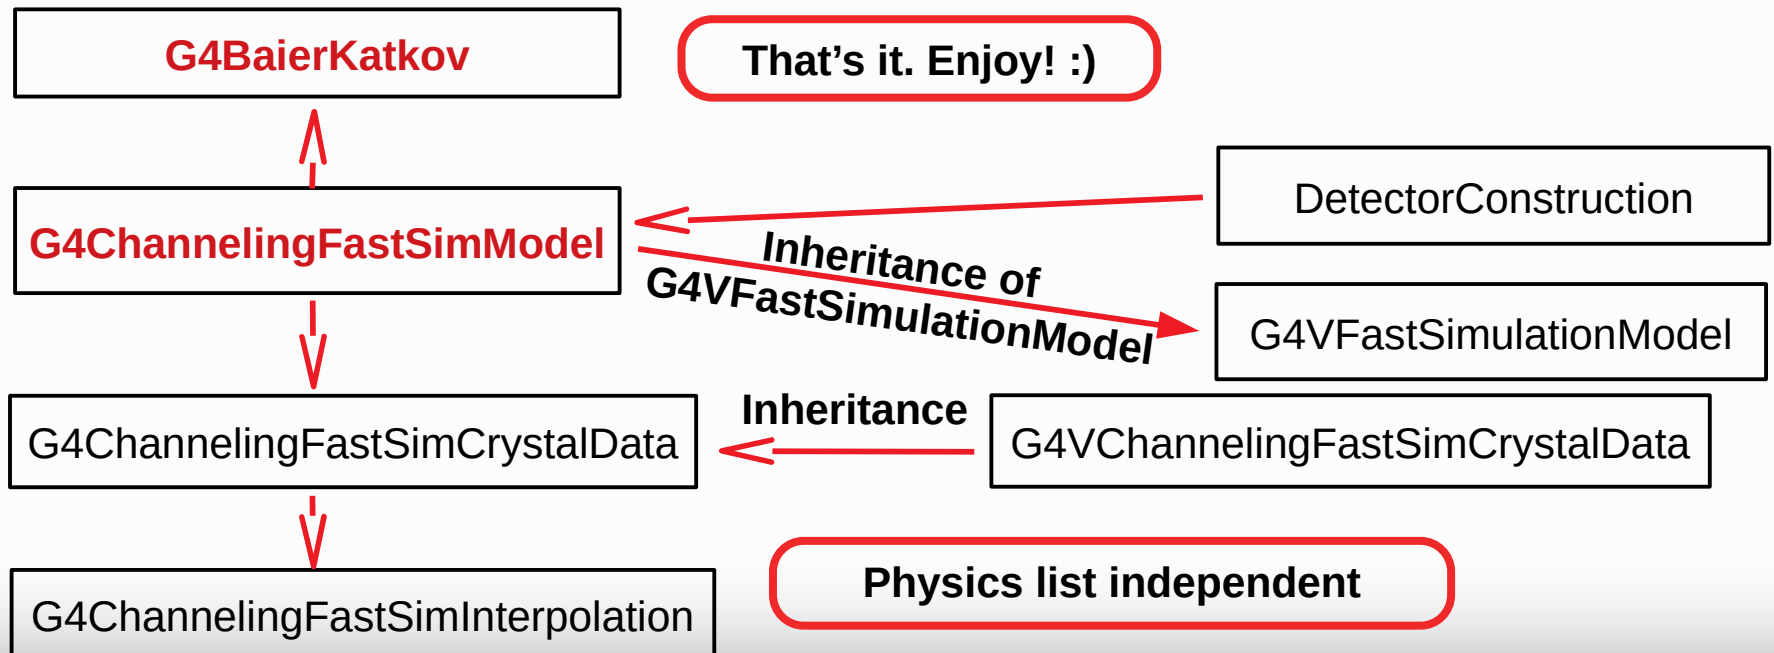 G4BaierKatkov
That's it. Enjoy! :)
DetectorConstruction
G4ChannelingFastSimModel
Inheritance of
G4VFastSimulationModel
G4VFastSimulationModel
Inheritance
G4ChannelingFastSimCrystalData
G4VChannelingFastSimCrystalData
Physics list independent
G4ChannelingFastSimInterpolation